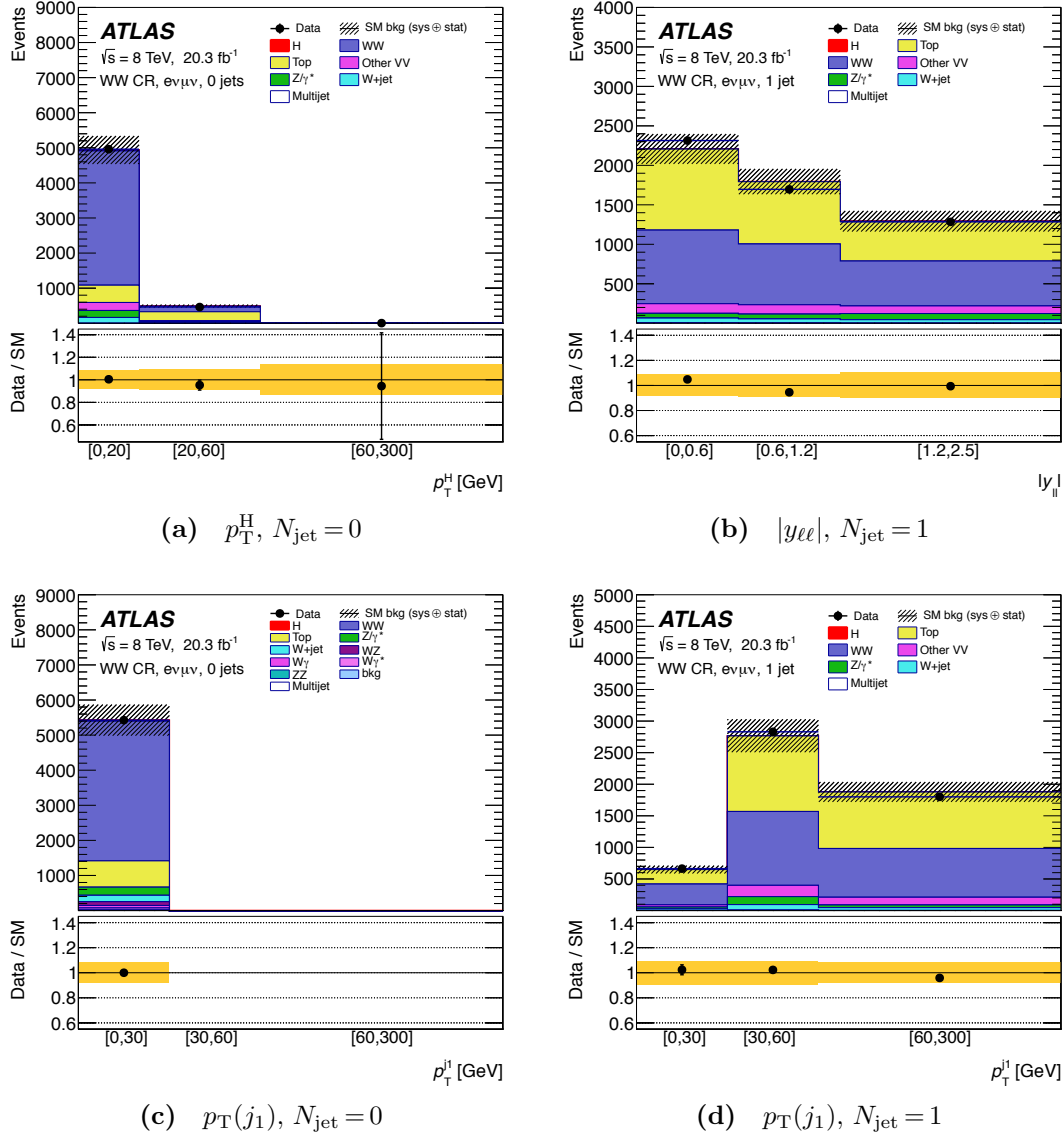 Events
9000
8000
7000
6000
5000
4000
3000
2000
1000
ATLAS
√s = 8 TeV, 20.3 fb⁻¹
WW CR, eνμν, 0 jets
Data
SM bkg (sys ⊕ stat)
H
WW
Top
Other VV
Z/γ*
W+jet
Multijet
Data / SM
1.4
1.2
1
0.8
0.6
[0,20] [20,60] [60,300]
p_T^H [GeV]
(a) p_T^H, N_jet = 0
Events
4000
3500
3000
2500
2000
1500
1000
500
ATLAS
√s = 8 TeV, 20.3 fb⁻¹
WW CR, eνμν, 1 jet
Data
SM bkg (sys ⊕ stat)
H
Top
WW
Other VV
Z/γ*
W+jet
Multijet
Data / SM
1.4
1.2
1
0.8
0.6
[0,0.6] [0.6,1.2] [1.2,2.5]
|y_ll|
(b) |y_ℓℓ|, N_jet = 1
Events
9000
8000
7000
6000
5000
4000
3000
2000
1000
ATLAS
√s = 8 TeV, 20.3 fb⁻¹
WW CR, eνμν, 0 jets
Data
SM bkg (sys ⊕ stat)
H
WW
Top
Z/γ*
W+jet
WZ
Wγ
Wγ*
ZZ
bkg
Multijet
Data / SM
1.4
1.2
1
0.8
0.6
[0,30] [30,60] [60,300]
p_T^j1 [GeV]
(c) p_T(j_1), N_jet = 0
Events
5000
4500
4000
3500
3000
2500
2000
1500
1000
500
ATLAS
√s = 8 TeV, 20.3 fb⁻¹
WW CR, eνμν, 1 jet
Data
SM bkg (sys ⊕ stat)
H
Top
WW
Other VV
Z/γ*
W+jet
Multijet
Data / SM
1.4
1.2
1
0.8
0.6
[0,30] [30,60] [60,300]
p_T^j1 [GeV]
(d) p_T(j_1), N_jet = 1